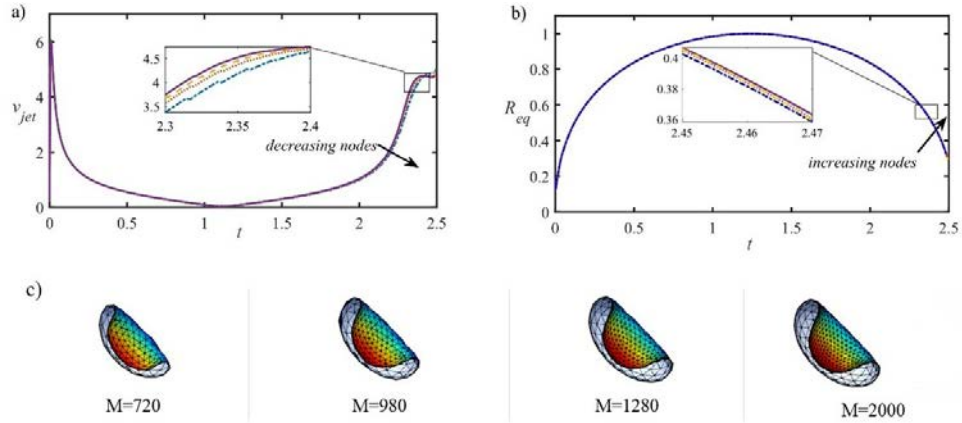 a)
6
4
2
0
v_jet
4.5
4
3.5
2.3
2.35
2.4
decreasing nodes
0
0.5
1
1.5
2
2.5
t
b)
1
0.8
0.6
0.4
0.2
0
R_eq
0.4
0.38
0.36
2.45
2.46
2.47
increasing nodes
0
0.5
1
1.5
2
2.5
t
c)
M=720
M=980
M=1280
M=2000